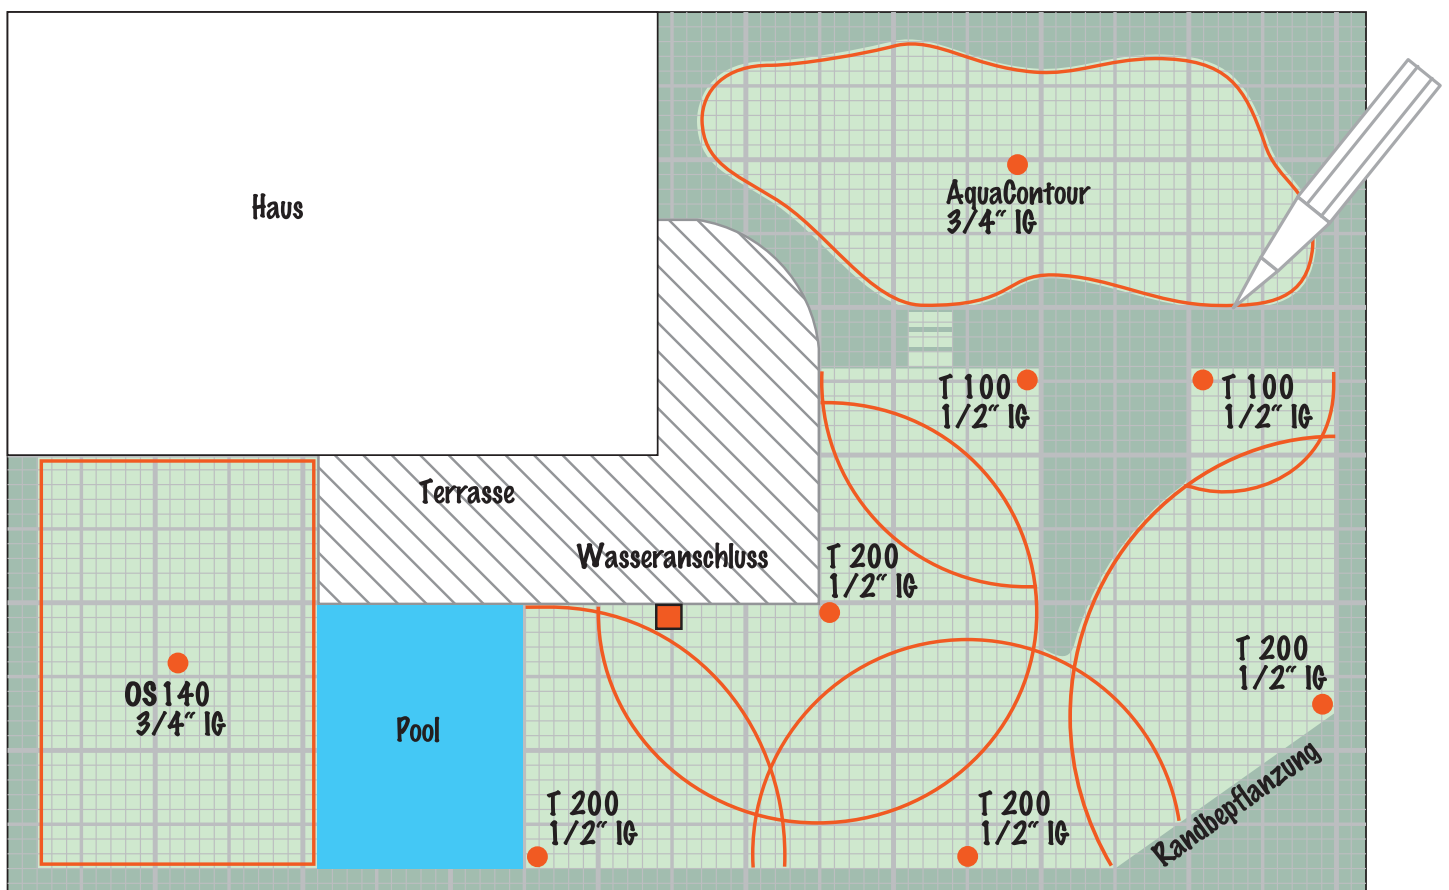 Haus
AquaContour
3/4“ IG
T 100
1/2“ IG
T 100
1/2“ IG
Terrasse
Wasseranschluss
T 200
1/2“ IG
T 200
1/2“ IG
OS140
3/4“ IG
Pool
T 200
1/2“ IG
T 200
1/2“ IG
Randbepflanzung